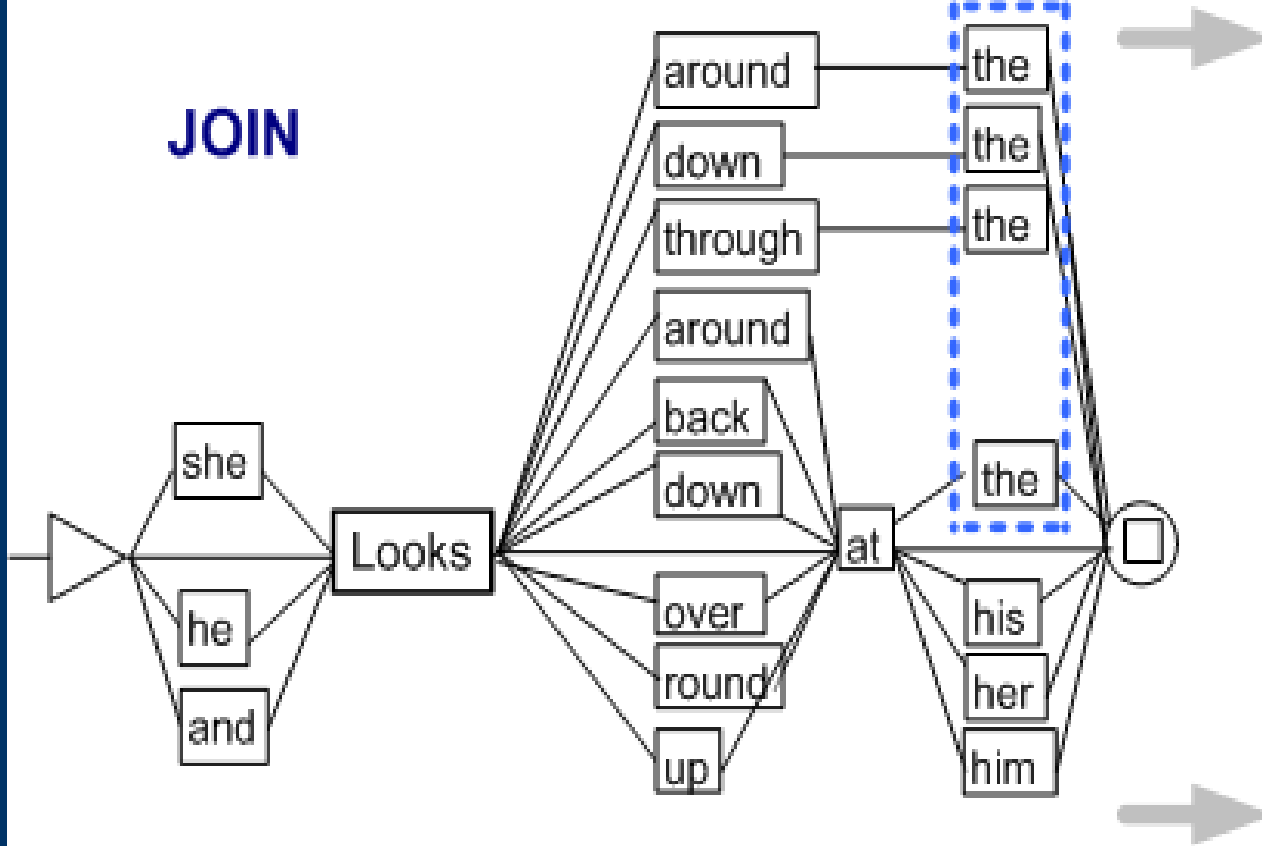 around
the
JOIN
down
the
through
the
around
back
down
she
the
Looks
at
he
over
his
round
her
and
up
him